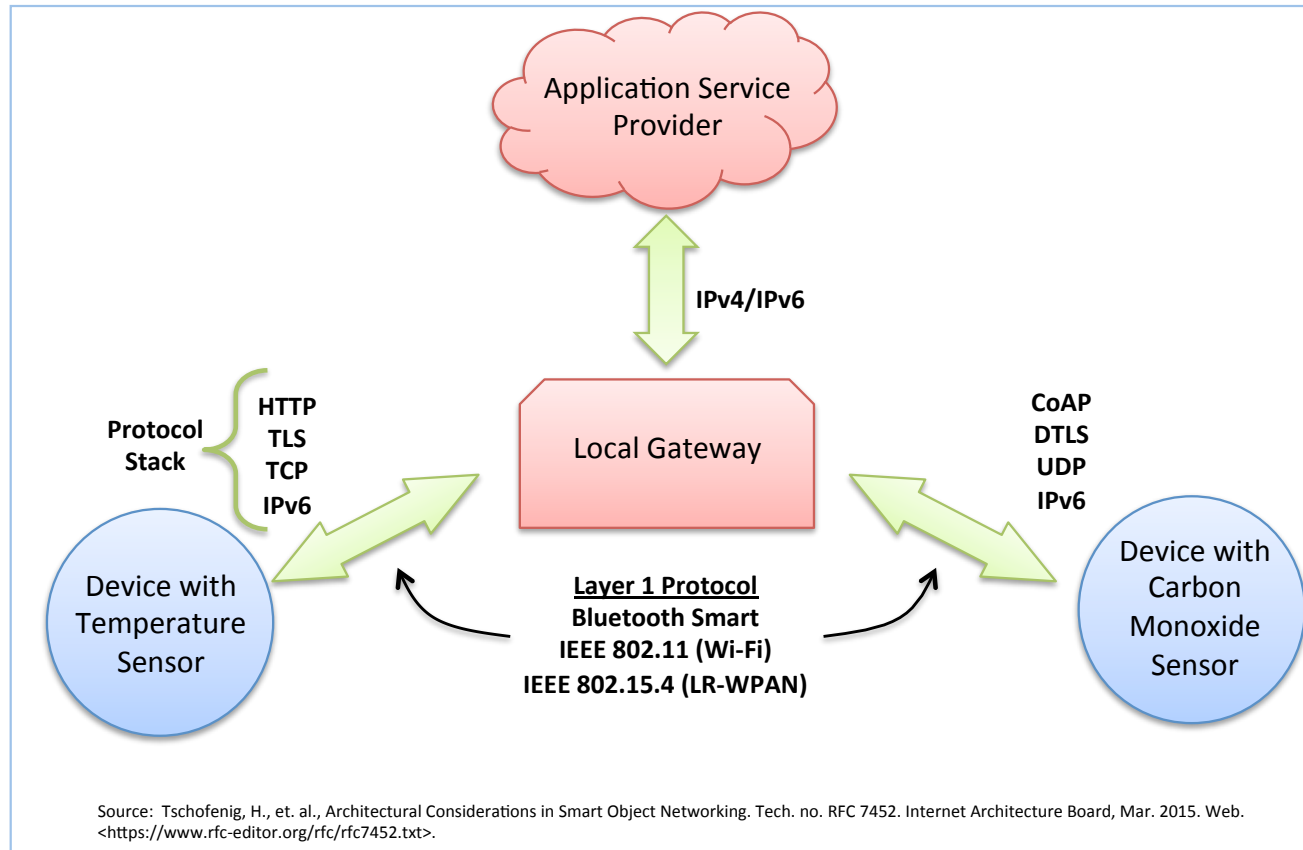 Application Service
Provider
IPv4/IPv6
Protocol
Stack
HTTP
TLS
TCP
IPv6
Local Gateway
CoAP
DTLS
UDP
IPv6
Device with
Temperature
Sensor
Layer 1 Protocol
Bluetooth Smart
IEEE 802.11 (Wi-Fi)
IEEE 802.15.4 (LR-WPAN)
Device with
Carbon
Monoxide
Sensor
Source: Tschofenig, H., et. al., Architectural Considerations in Smart Object Networking. Tech. no. RFC 7452. Internet Architecture Board, Mar. 2015. Web.
<https://www.rfc-editor.org/rfc/rfc7452.txt>.